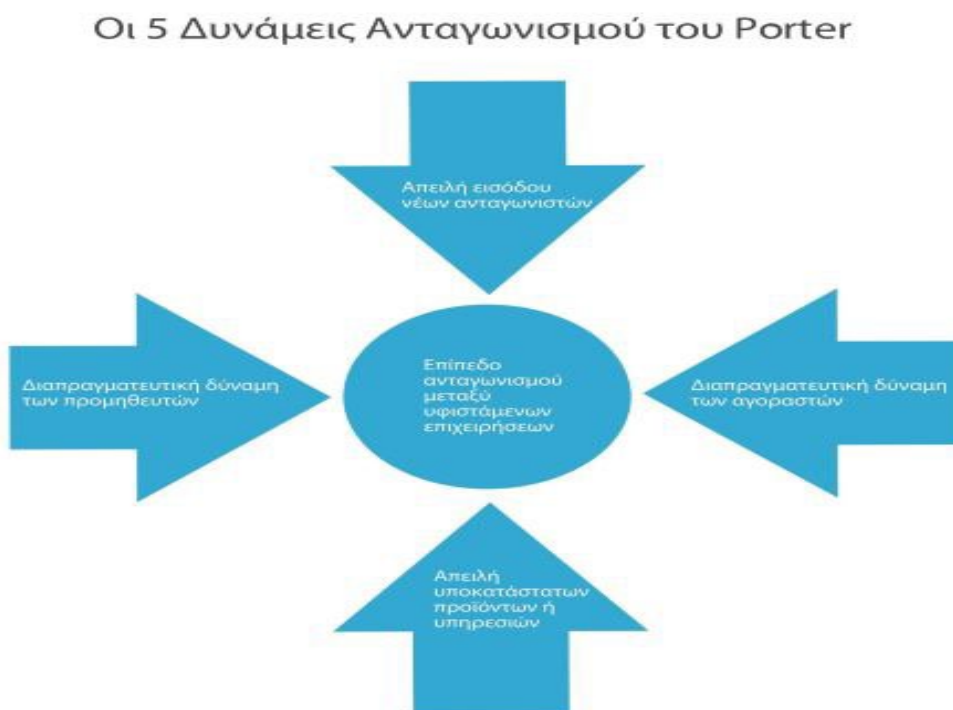 Οι 5 Δυνάμεις Ανταγωνισμού του Porter
Απειλή εισόδου
νέων ανταγωνιστών
Διαπραγματευτική δύναμη
των προμηθευτών
Επίπεδο
ανταγωνισμού
μεταξύ
υφιστάμενων
επιχειρήσεων
Διαπραγματευτική δύναμη
των αγοραστών
Απειλή
υποκατάστατων
προϊόντων ή
υπηρεσιών